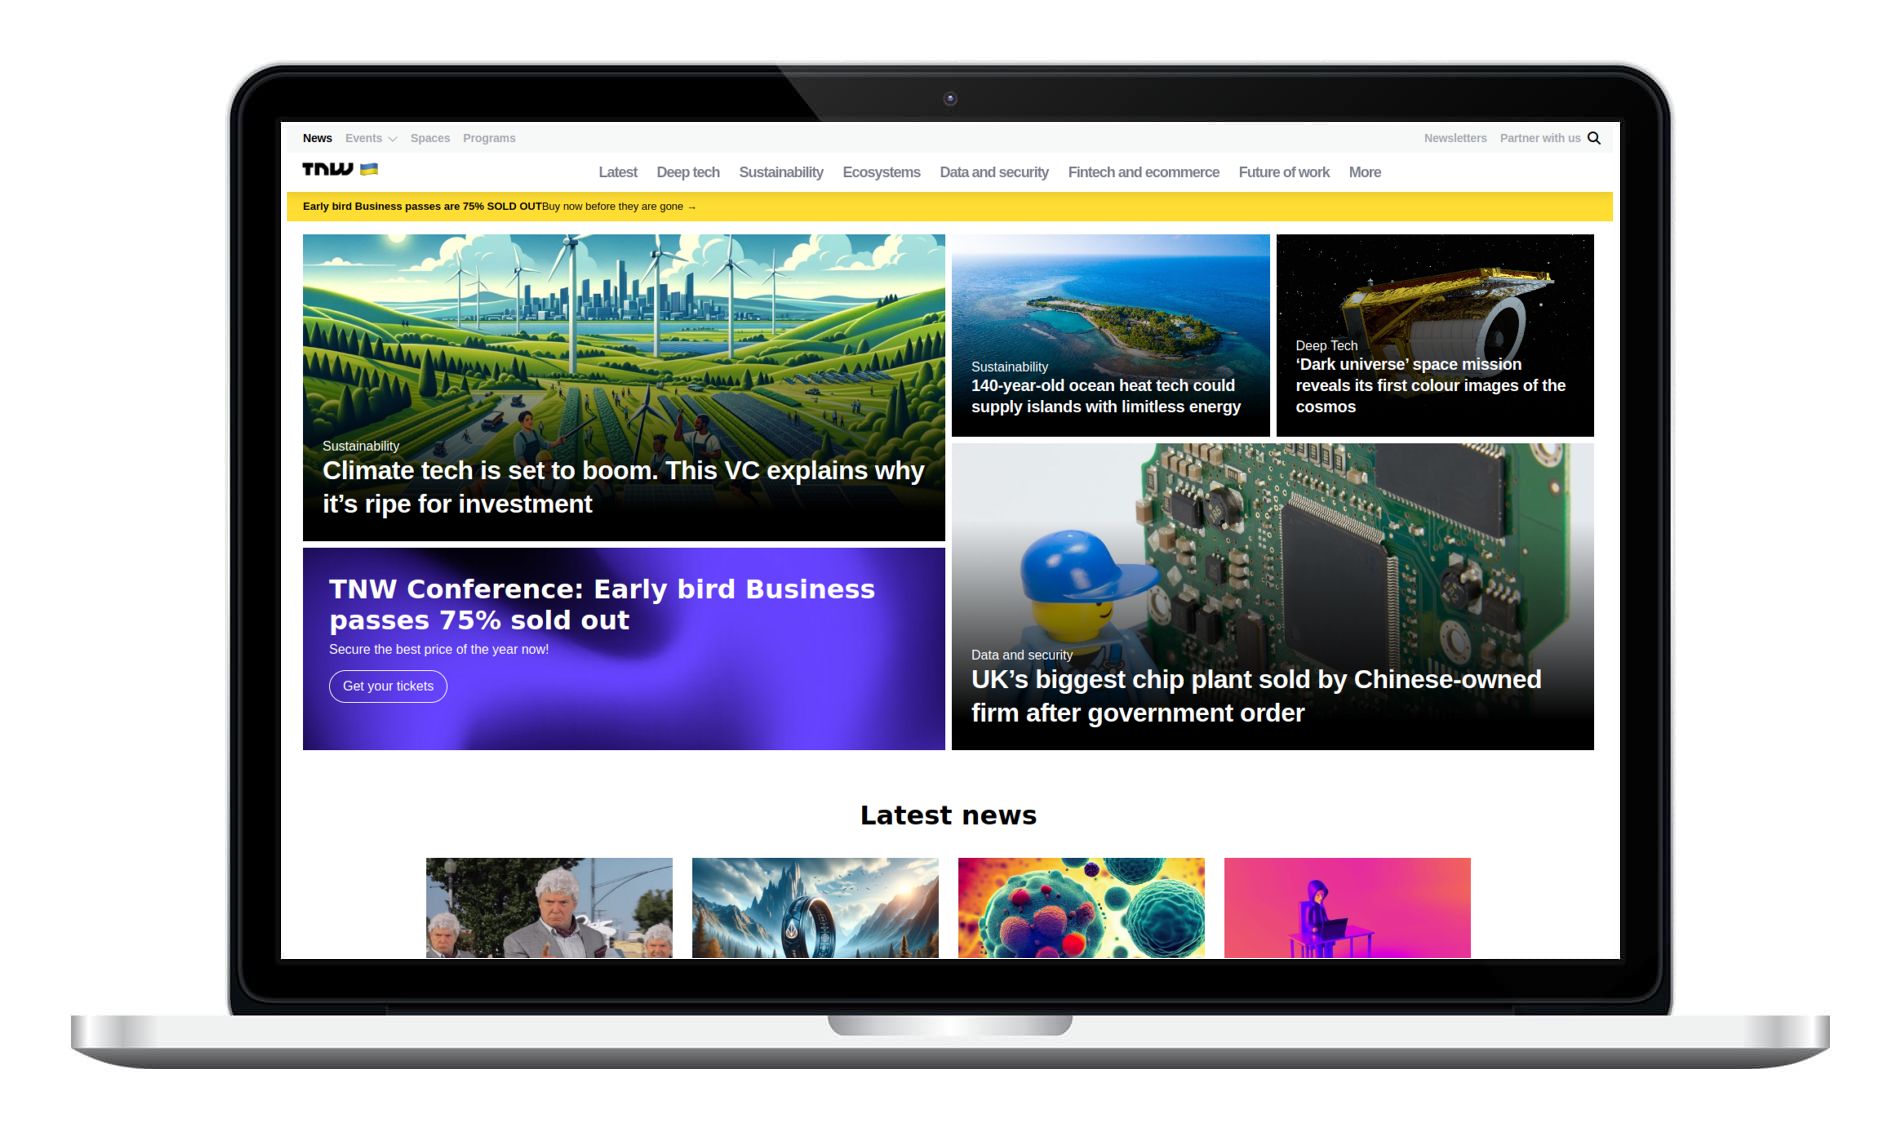 News Events Spaces Programs Newsletters Partner with us
TNW
Latest Deep tech Sustainability Ecosystems Data and security Fintech and ecommerce Future of work More
Early bird Business passes are 75% SOLD OUTBuy now before they are gone →
Sustainability
Climate tech is set to boom. This VC explains why
it’s ripe for investment
Sustainability
140-year-old ocean heat tech could
supply islands with limitless energy
Deep Tech
‘Dark universe’ space mission
reveals its first colour images of the
cosmos
TNW Conference: Early bird Business
passes 75% sold out
Secure the best price of the year now!
Get your tickets
Data and security
UK’s biggest chip plant sold by Chinese-owned
firm after government order
Latest news